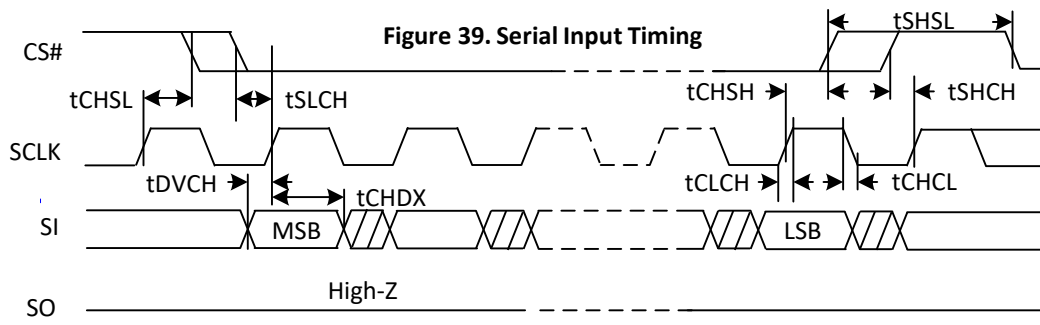 Figure 39. Serial Input Timing
tSHSL
CS#
tCHSL
tSLCH
tCHSH
tSHCH
SCLK
tDVCH
tCHDX
tCLCH
tCHCL
SI
MSB
LSB
High-Z
SO